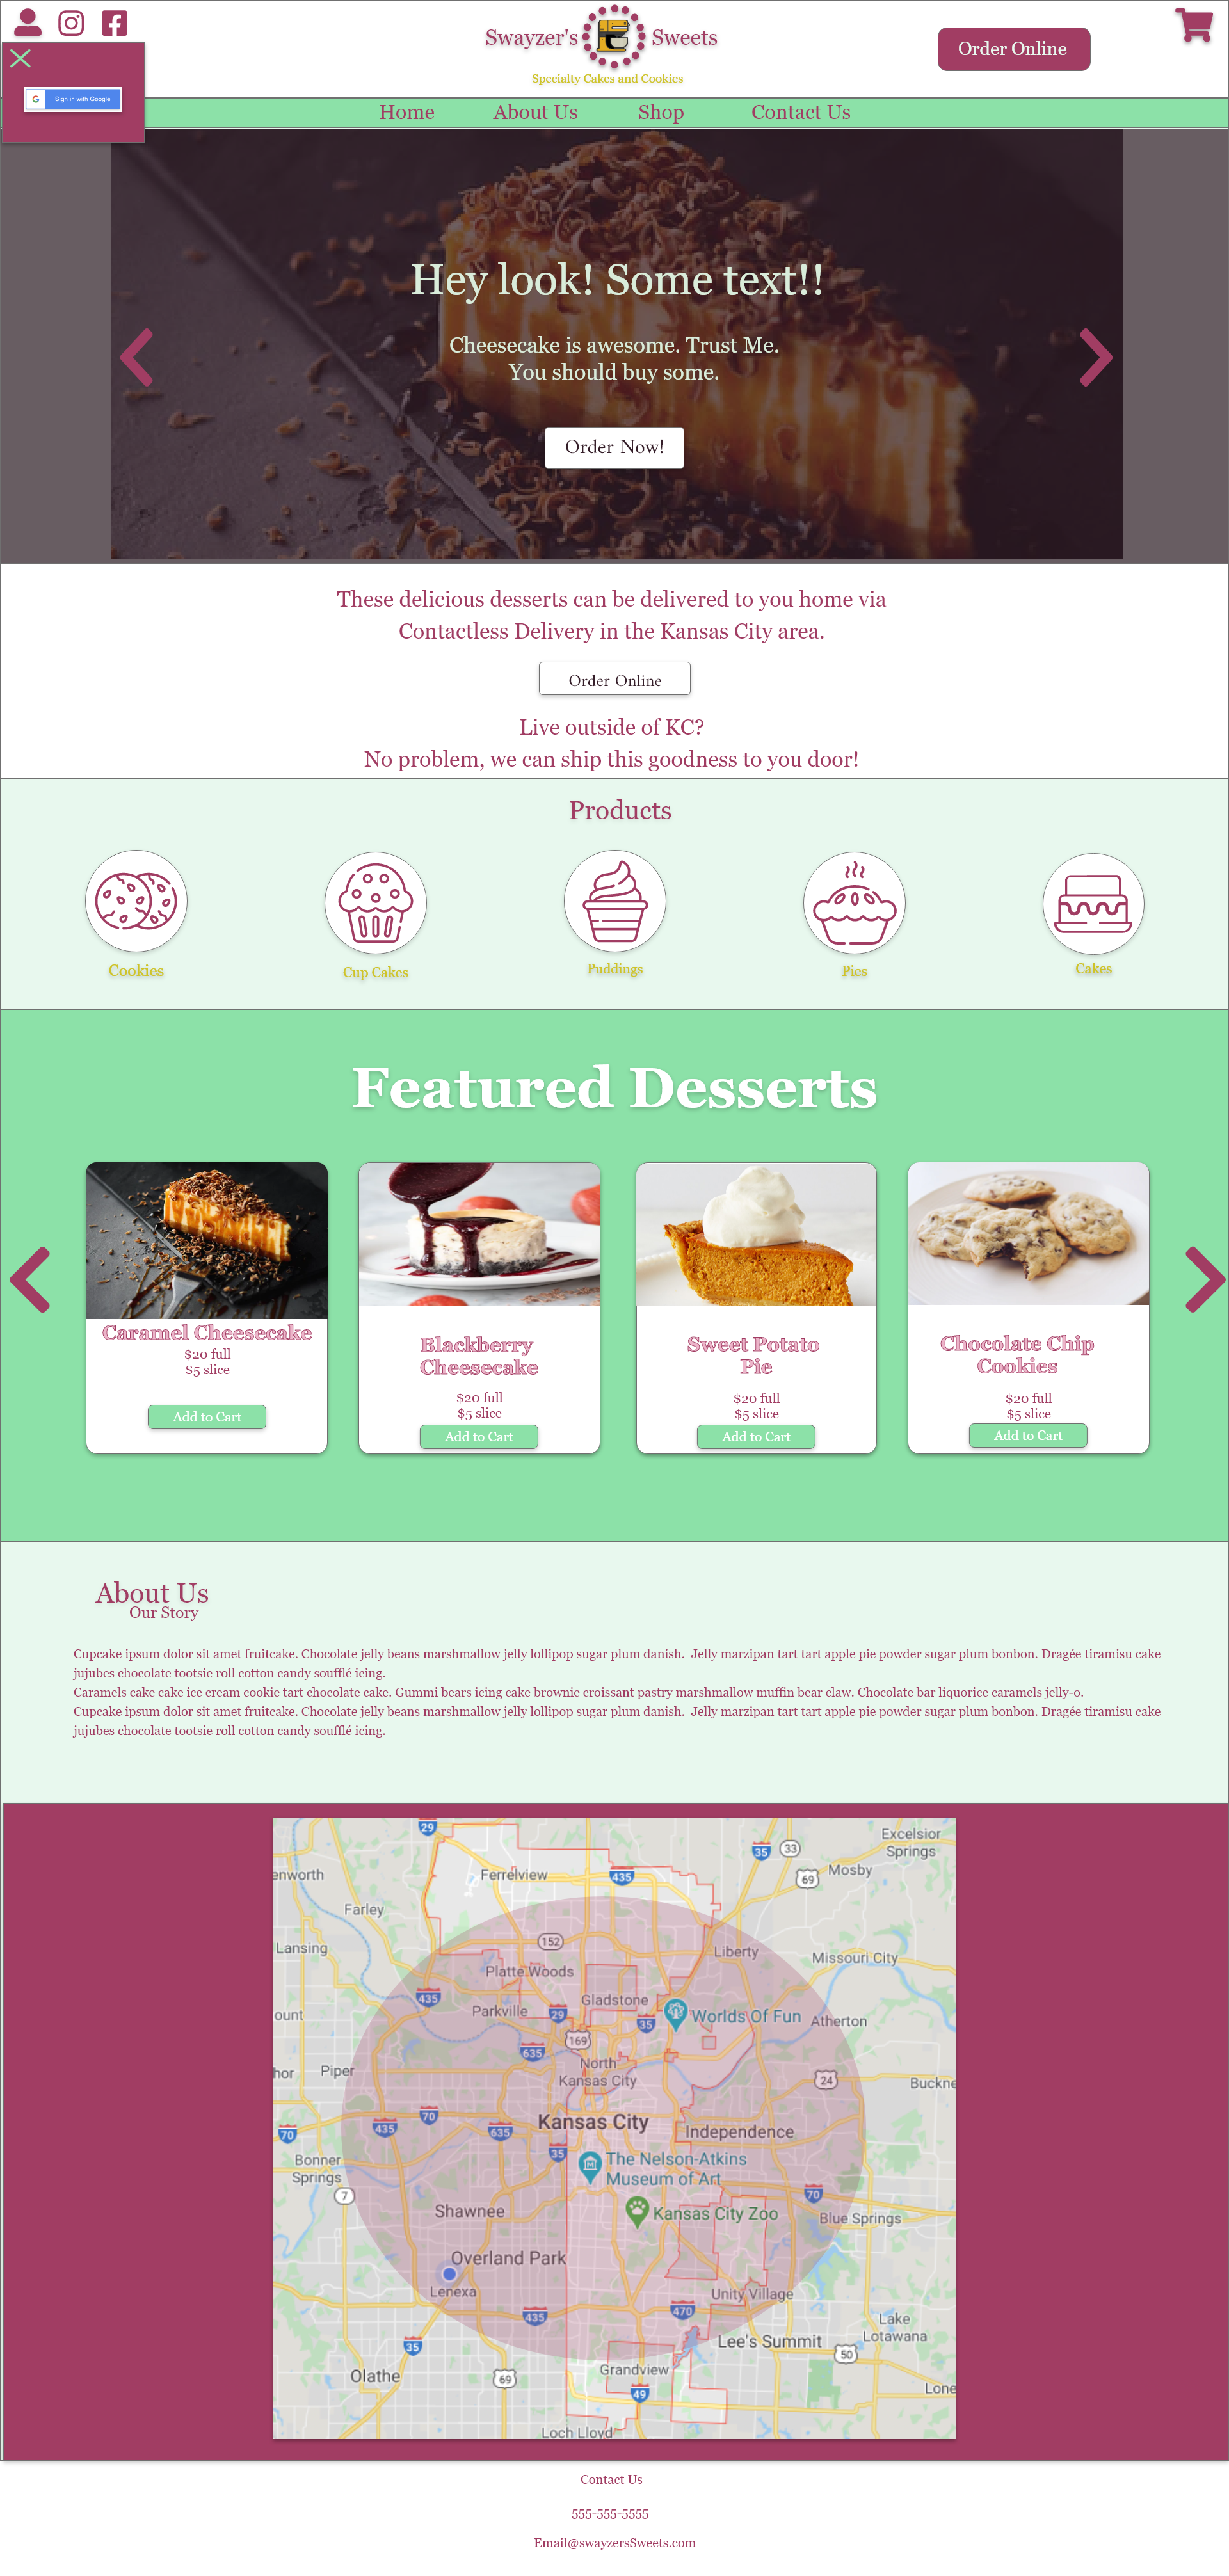 Swayzer's Sweets
Specialty Cakes and Cookies
Order Online
Sign in with Google
Home About Us Shop Contact Us
Hey look! Some text!!
Cheesecake is awesome. Trust Me.
You should buy some.
Order Now!
These delicious desserts can be delivered to you home via
Contactless Delivery in the Kansas City area.
Order Online
Live outside of KC?
No problem, we can ship this goodness to you door!
Products
Cookies
Cup Cakes
Puddings
Pies
Cakes
Featured Desserts
Caramel Cheesecake
$20 full
$5 slice
Add to Cart
Blackberry
Cheesecake
$20 full
$5 slice
Add to Cart
Sweet Potato
Pie
$20 full
$5 slice
Add to Cart
Chocolate Chip
Cookies
$20 full
$5 slice
Add to Cart
About Us
Our Story
Cupcake ipsum dolor sit amet fruitcake. Chocolate jelly beans marshmallow jelly lollipop sugar plum danish.  Jelly marzipan tart tart apple pie powder sugar plum bonbon. Dragée tiramisu cake
jujubes chocolate tootsie roll cotton candy soufflé icing.
Caramels cake cake ice cream cookie tart chocolate cake. Gummi bears icing cake brownie croissant pastry marshmallow muffin bear claw. Chocolate bar liquorice caramels jelly-o.
Cupcake ipsum dolor sit amet fruitcake. Chocolate jelly beans marshmallow jelly lollipop sugar plum danish.  Jelly marzipan tart tart apple pie powder sugar plum bonbon. Dragée tiramisu cake
jujubes chocolate tootsie roll cotton candy soufflé icing.
29
Excelsior
Springs
35
33
Mosby
69
enworth
Ferrelview
435
Farley
152
Lansing
Liberty
Missouri City
Platte Woods
435
Parkville
29
Gladstone
35
Worlds Of Fun
Atherton
ount
169
635
North
Kansas City
hor
Piper
24
Buckne
70
435
70
635
Kansas City
Independence
35
Bonner
Springs
The Nelson-Atkins
Museum of Art
7
70
Shawnee
Kansas City Zoo
Blue Springs
Overland Park
Lenexa
Unity Village
435
470
Lake
Lotawana
35
Lee's Summit
50
Olathe
69
Grandview
49
Lone
Loch Lloyd
Contact Us
555-555-5555
Email@swayzersSweets.com